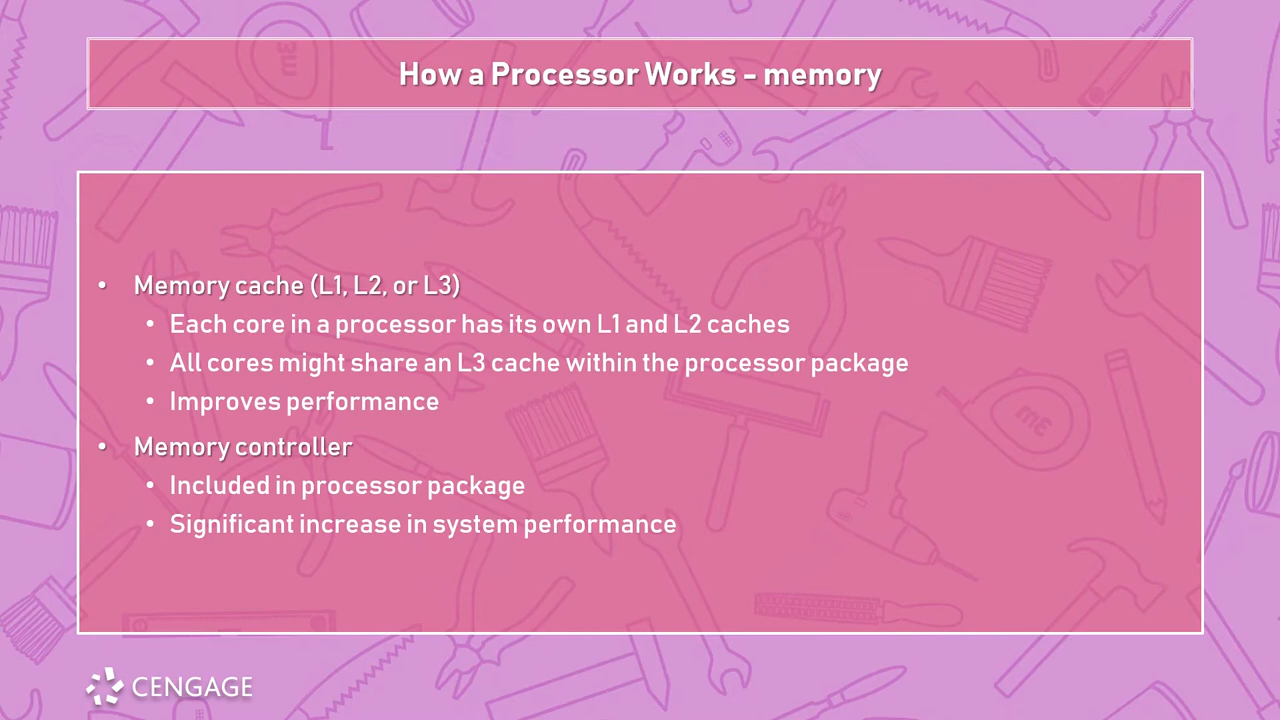 How a Processor Works – memory
• Memory cache (L1, L2, or L3)
• Each core in a processor has its own L1 and L2 caches
• All cores might share an L3 cache within the processor package
• Improves performance
• Memory controller
• Included in processor package
• Significant increase in system performance
CENGAGE